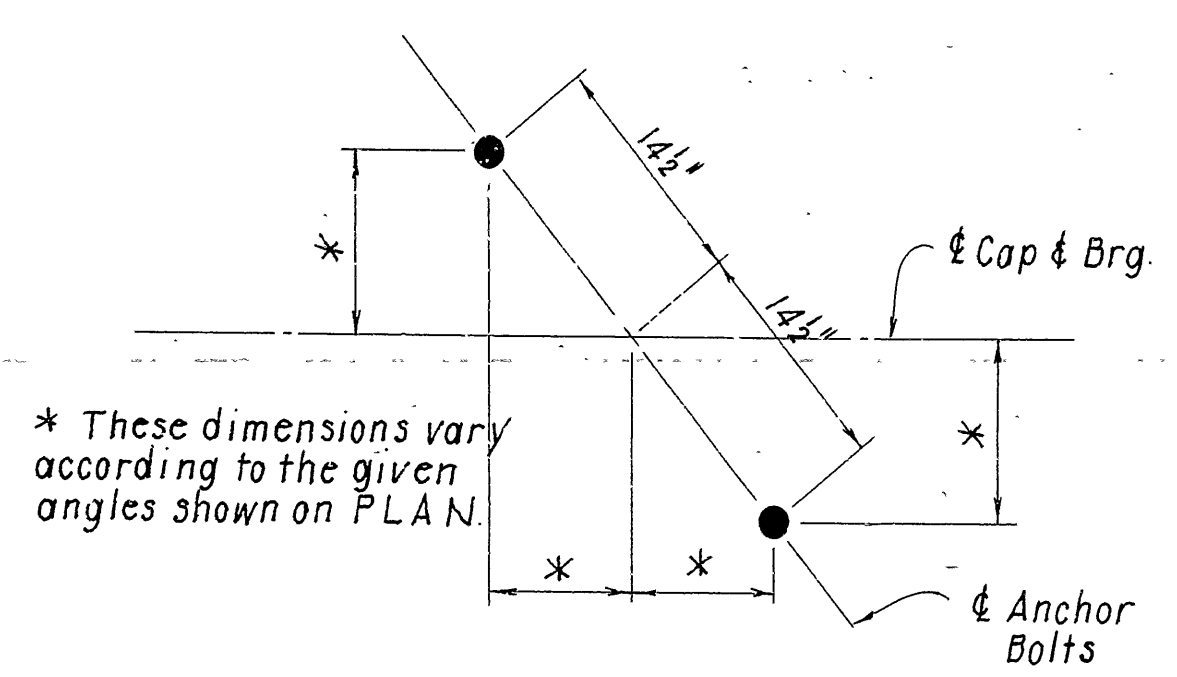 14½"
℄ Cap ¢ Brg.
14½"
*
*
* These dimensions vary
according to the given
angles shown on PLAN.
*
*
℄ Anchor
Bolts